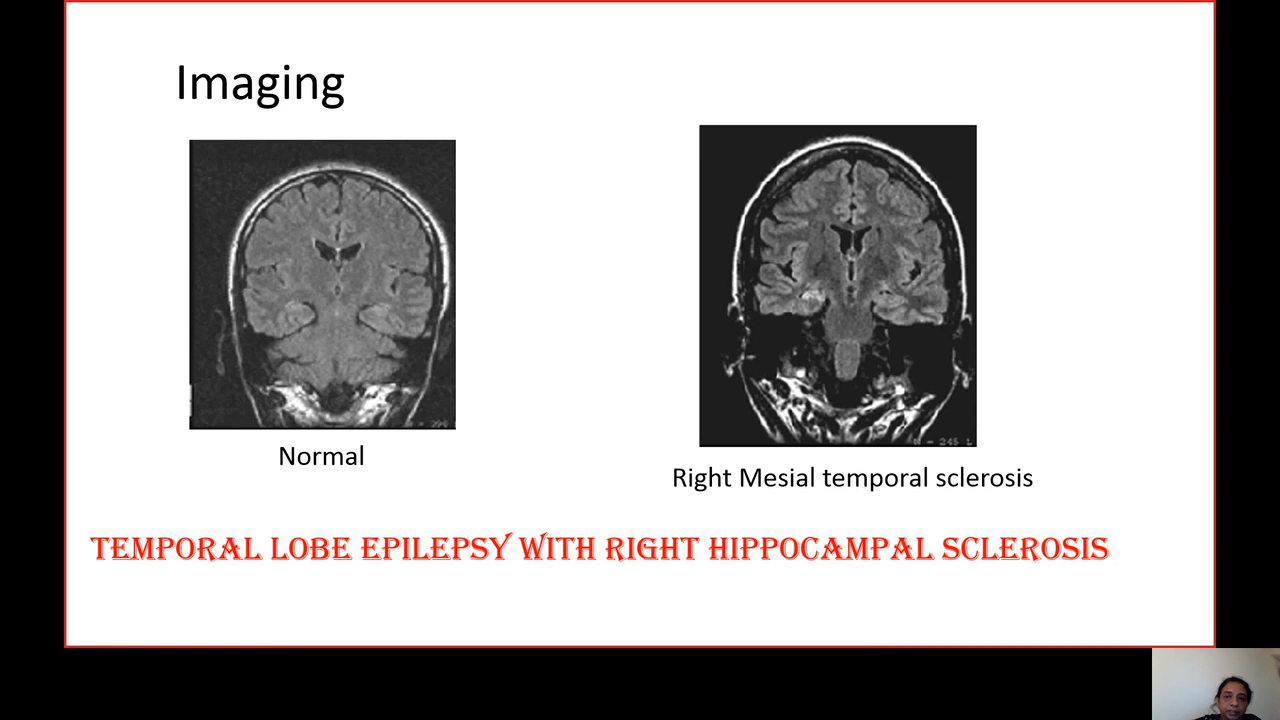 Imaging
Normal
Right Mesial temporal sclerosis
TEMPORAL LOBE EPILEPSY WITH RIGHT HIPPOCAMPAL SCLEROSIS